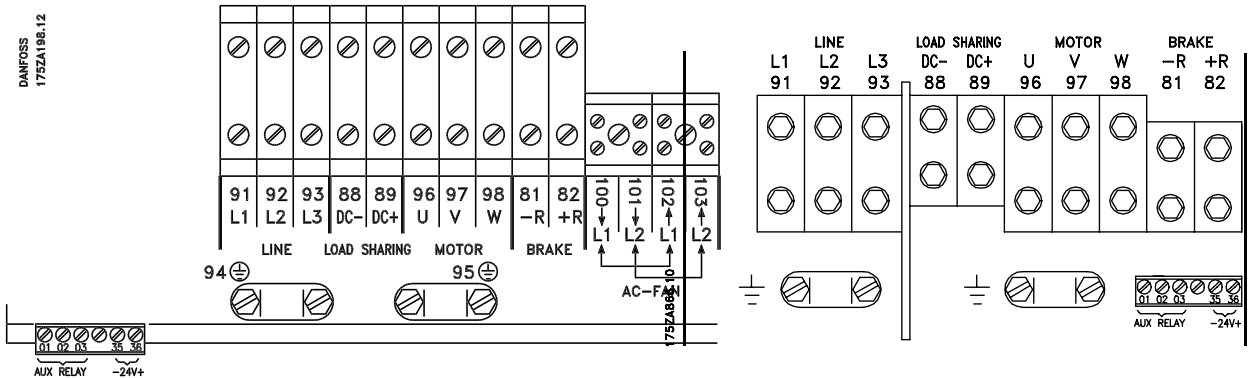 DANFOSS
175ZA198.12
91 92 93 88 89 96 97 98 81 82
L1 L2 L3 DC- DC+ U V W -R +R
LINE LOAD SHARING MOTOR BRAKE
100 101 102 103
L1 L2 L1 L2
AC-FAN
94 95
01 02 03 35 36
AUX RELAY -24V+
175ZA868.10
LINE LOAD SHARING MOTOR BRAKE
L1 L2 L3 DC- DC+ U V W -R +R
91 92 93 88 89 96 97 98 81 82
01 02 03 35 36
AUX RELAY -24V+